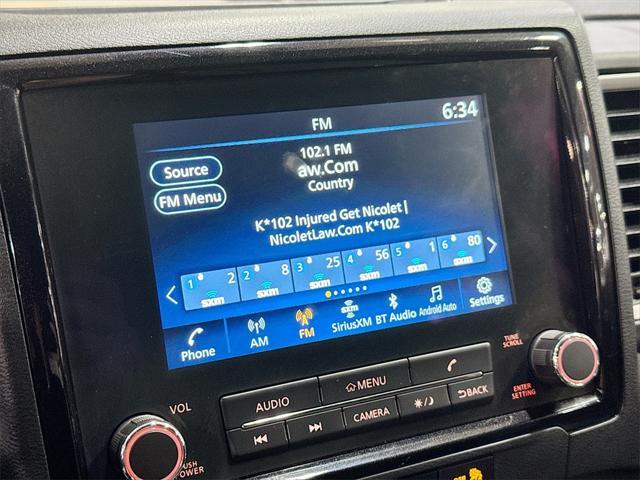 FM
6:34
Source
FM Menu
102.1 FM
aw.Com
Country
K*102 Injured Get Nicolet|
NicoletLaw.Com K*102
1 2 sxm
2 8 sxm
3 25 sxm
4 56 sxm
5 1 sxm
6 80 sxm
Phone
AM
FM
sxm
SiriusXM
BT Audio
Android Auto
Settings
VOL
PUSH
POWER
AUDIO
MENU
CAMERA
BACK
TUNE
SCROLL
ENTER
SETTING